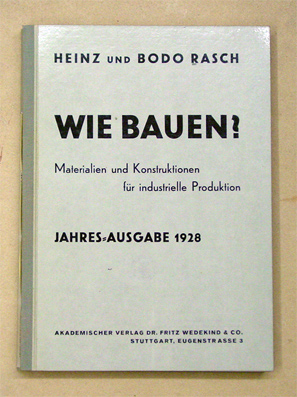 HEINZ UND BODO RASCH
WIE BAUEN?
Materialien und Konstruktionen
für industrielle Produktion
JAHRES-AUSGABE 1928
AKADEMISCHER VERLAG DR. FRITZ WEDEKIND & CO.
STUTTGART, EUGENSTRASSE 3